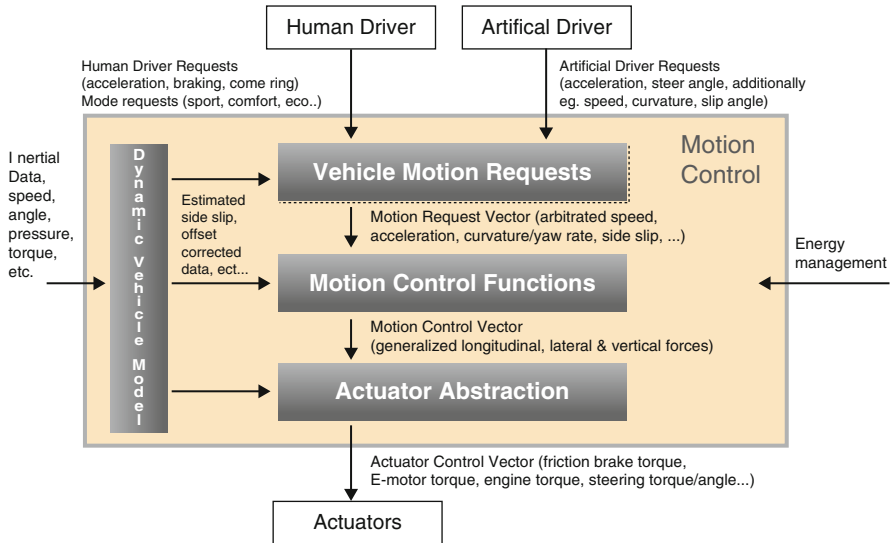 Human Driver
Artifical Driver
Human Driver Requests
(acceleration, braking, come ring)
Mode requests (sport, comfort, eco..)
Artificial Driver Requests
(acceleration, steer angle, additionally
eg. speed, curvature, slip angle)
Motion
Control
I nertial
Data,
speed,
angle,
pressure,
torque,
etc.
Dynamic Vehicle Model
Vehicle Motion Requests
Estimated
side slip,
offset
corrected
data, ect...
Motion Request Vector (arbitrated speed,
acceleration, curvature/yaw rate, side slip, ...)
Energy
management
Motion Control Functions
Motion Control Vector
(generalized longitudinal, lateral & vertical forces)
Actuator Abstraction
Actuator Control Vector (friction brake torque,
E-motor torque, engine torque, steering torque/angle...)
Actuators